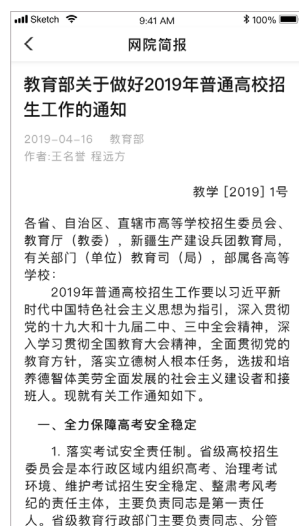 Sketch 9:41 AM 100%
网院简报
教育部关于做好2019年普通高校招
生工作的通知
2019-04-16 教育部
作者:王名誉 程远方
教学 [2019] 1号
各省、自治区、直辖市高等学校招生委员会、
教育厅（教委），新疆生产建设兵团教育局，
有关部门（单位）教育司（局），部属各高等
学校：
2019年普通高校招生工作要以习近平新
时代中国特色社会主义思想为指引，深入贯彻
党的十九大和十九届二中、三中全会精神，深
入学习贯彻全国教育大会精神，全面贯彻党的
教育方针，落实立德树人根本任务，选拔和培
养德智体美劳全面发展的社会主义建设者和接
班人。现就有关工作通知如下。
一、全力保障高考安全稳定
1. 落实考试安全责任制。省级高校招生
委员会是本行政区域内组织高考、治理考试
环境、维护考试招生安全稳定、整肃考风考
纪的责任主体，主要负责同志是第一责任
人。省级教育行政部门主要负责同志、分管